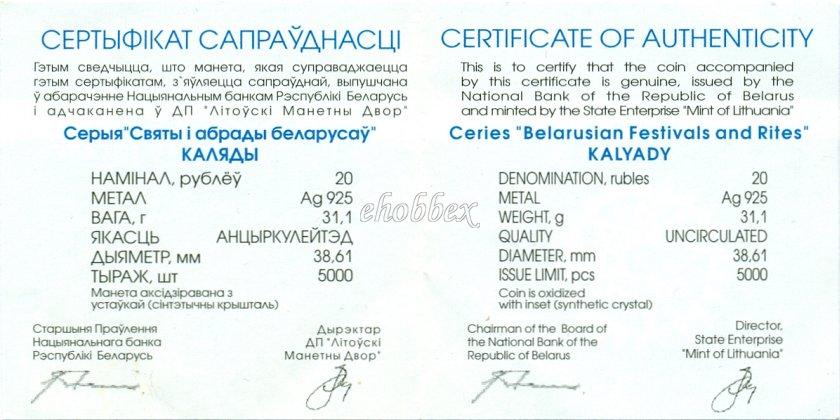 СЕРТЫФІКАТ САПРАЎДНАСЦІ
Гэтым сведчыцца, што манета, якая суправаджаецца
гэтым сертыфікатам, з`яўляецца сапраўднай, выпушчана
ў абарачэнне Нацыянальным банкам Рэспублікі Беларусь
і адчаканена ў ДП "Літоўскі Манетны Двор"
Серыя"Святы і абрады беларусаў"
КАЛЯДЫ
НАМІНАЛ, рублёў 20
МЕТАЛ Ag 925
ВАГА, г 31,1
ЯКАСЦЬ АНЦЫРКУЛЕЙТЭД
ДЫЯМЕТР, мм 38,61
ТЫРАЖ, шт 5000
Манета аксідзіравана з
устаўкай (сінтэтычны крышталь)
Старшыня Праўлення
Нацыянальнага банка
Рэспублікі Беларусь
Дырэктар
ДП "Літоўскі
Манетны Двор"
ehobbex
CERTIFICATE OF AUTHENTICITY
This is to certify that the coin accompanied
by this certificate is genuine, issued by the
National Bank of the Republic of Belarus
and minted by the State Enterprise "Mint of Lithuania"
Ceries "Belarusian Festivals and Rites"
KALYADY
DENOMINATION, rubles 20
METAL Ag 925
WEIGHT, g 31,1
QUALITY UNCIRCULATED
DIAMETER, mm 38,61
ISSUE LIMIT, pcs 5000
Coin is oxidized
with inset (synthetic crystal)
Chairman of the Board of
the National Bank of the
Republic of Belarus
Director,
State Enterprise
"Mint of Lithuania"